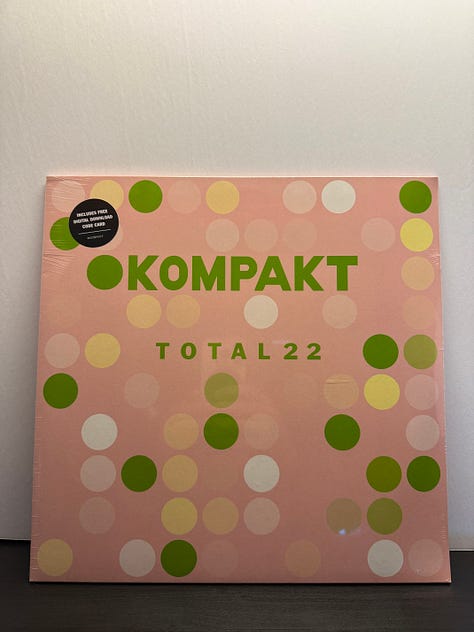 INCLUDES FREE
DIGITAL DOWNLOAD
CODE CARD
KOMPAKT
TOTAL 22